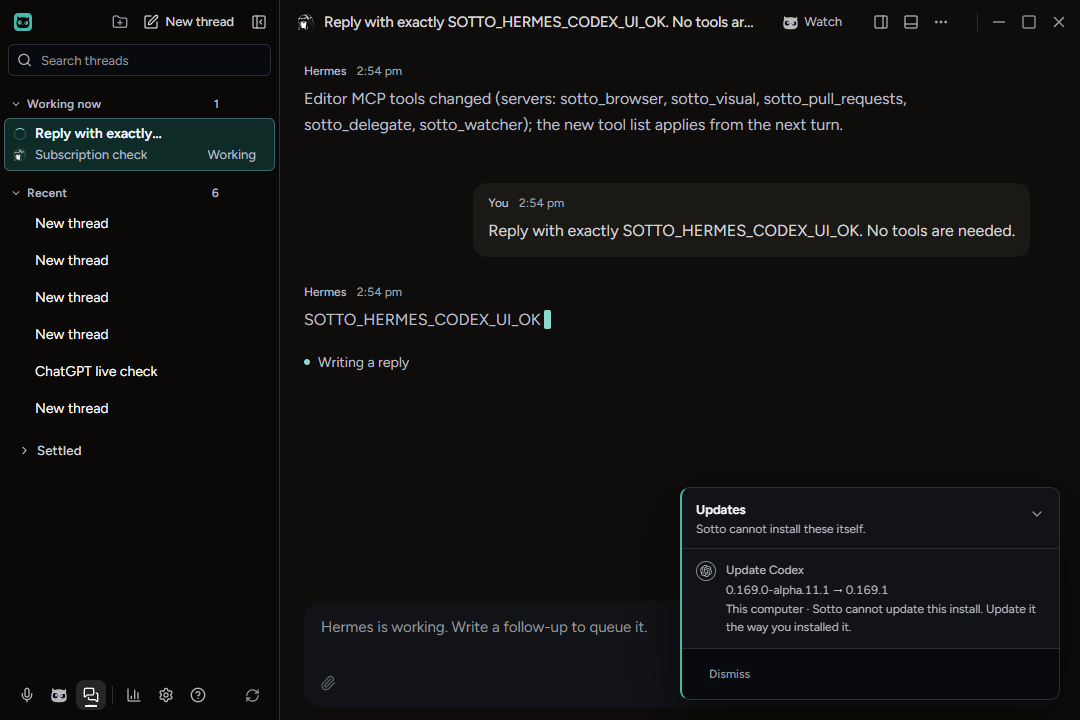 New thread
Search threads
Working now 1
Reply with exactly...
Subscription check Working
Recent 6
New thread
New thread
New thread
New thread
ChatGPT live check
New thread
Settled
Reply with exactly SOTTO_HERMES_CODEX_UI_OK. No tools ar...
Watch
Hermes 2:54 pm
Editor MCP tools changed (servers: sotto_browser, sotto_visual, sotto_pull_requests,
sotto_delegate, sotto_watcher); the new tool list applies from the next turn.
You 2:54 pm
Reply with exactly SOTTO_HERMES_CODEX_UI_OK. No tools are needed.
Hermes 2:54 pm
SOTTO_HERMES_CODEX_UI_OK
Writing a reply
Hermes is working. Write a follow-up to queue it.
Updates
Sotto cannot install these itself.
Update Codex
0.169.0-alpha.11.1 → 0.169.1
This computer · Sotto cannot update this install. Update it
the way you installed it.
Dismiss